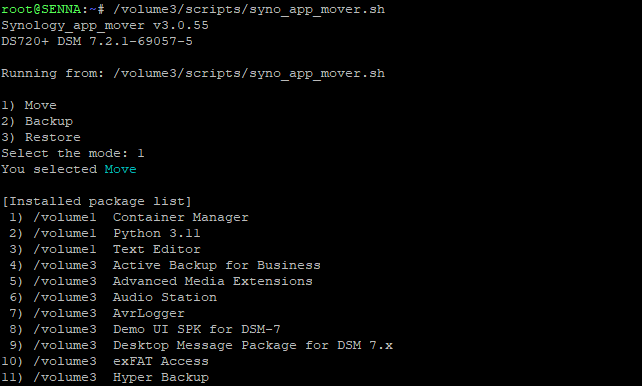 root@SENNA:~# /volume3/scripts/syno_app_mover.sh
Synology_app_mover v3.0.55
DS720+ DSM 7.2.1-69057-5
Running from: /volume3/scripts/syno_app_mover.sh
1) Move
2) Backup
3) Restore
Select the mode: 1
You selected Move
[Installed package list]
1) /volume1  Container Manager
2) /volume1  Python 3.11
3) /volume1  Text Editor
4) /volume3  Active Backup for Business
5) /volume3  Advanced Media Extensions
6) /volume3  Audio Station
7) /volume3  AvrLogger
8) /volume3  Demo UI SPK for DSM-7
9) /volume3  Desktop Message Package for DSM 7.x
10) /volume3  exFAT Access
11) /volume3  Hyper Backup